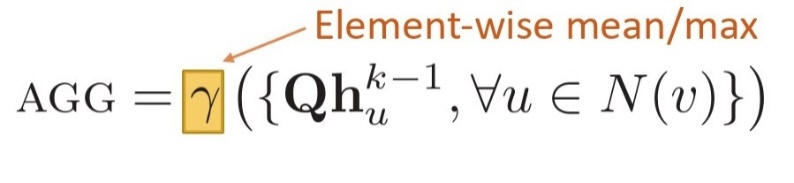 Element-wise mean/max
AGG = γ({Qh_u^{k−1}, ∀u ∈ N(v)})